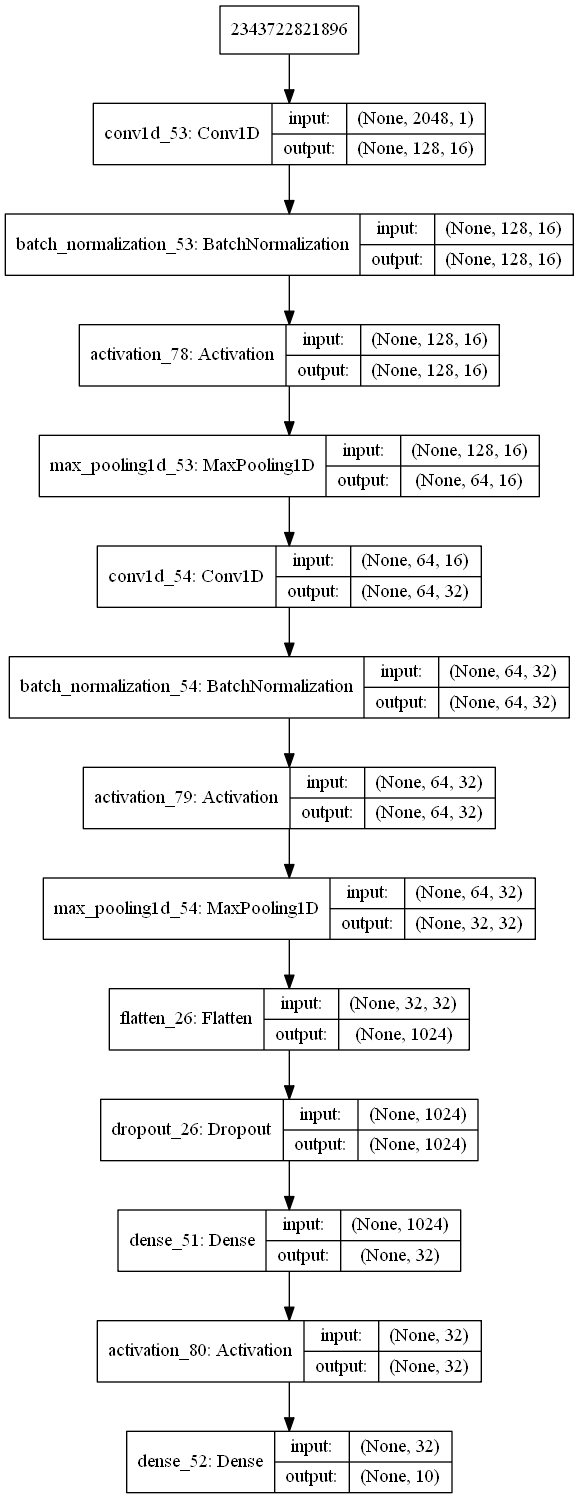 2343722821896
conv1d_53: Conv1D
input: (None, 2048, 1)
output: (None, 128, 16)
batch_normalization_53: BatchNormalization
input: (None, 128, 16)
output: (None, 128, 16)
activation_78: Activation
input: (None, 128, 16)
output: (None, 128, 16)
max_pooling1d_53: MaxPooling1D
input: (None, 128, 16)
output: (None, 64, 16)
conv1d_54: Conv1D
input: (None, 64, 16)
output: (None, 64, 32)
batch_normalization_54: BatchNormalization
input: (None, 64, 32)
output: (None, 64, 32)
activation_79: Activation
input: (None, 64, 32)
output: (None, 64, 32)
max_pooling1d_54: MaxPooling1D
input: (None, 64, 32)
output: (None, 32, 32)
flatten_26: Flatten
input: (None, 32, 32)
output: (None, 1024)
dropout_26: Dropout
input: (None, 1024)
output: (None, 1024)
dense_51: Dense
input: (None, 1024)
output: (None, 32)
activation_80: Activation
input: (None, 32)
output: (None, 32)
dense_52: Dense
input: (None, 32)
output: (None, 10)